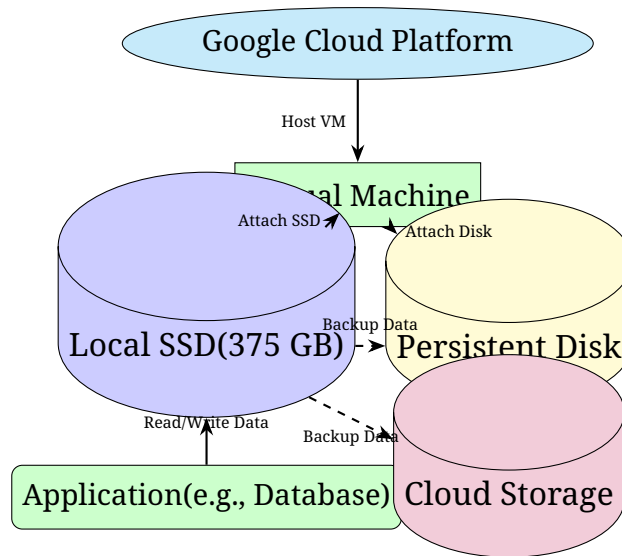 Google Cloud Platform
Host VM
Machine
Attach SSD
Attach Disk
Backup Data
Local SSD(375 GB)
Persistent Disk
Read/Write Data
Backup Data
Application(e.g., Database)
Cloud Storage